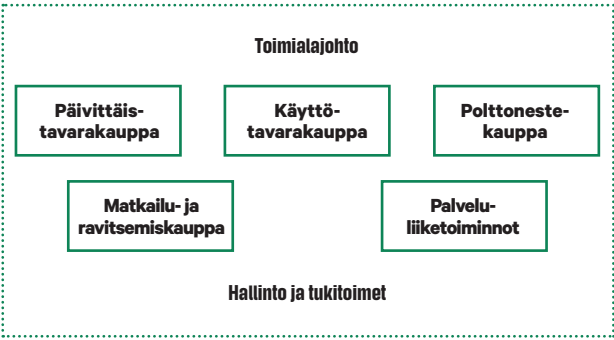 Toimialajohto
Päivittäis-
tavarakauppa
Käyttö-
tavarakauppa
Polttoneste-
kauppa
Matkailu- ja
ravitsemiskauppa
Palvelu-
liiketoiminnot
Hallinto ja tukitoimet